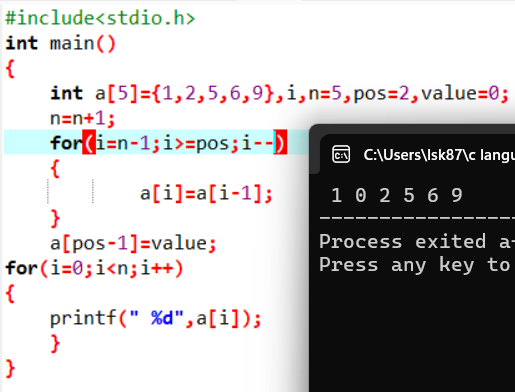 #include<stdio.h>
int main()
{
int a[5]={1,2,5,6,9},i,n=5,pos=2,value=0;
n=n+1;
for(i=n-1;i>=pos;i--)
{
a[i]=a[i-1];
}
a[pos-1]=value;
for(i=0;i<n;i++)
{
printf(" %d",a[i]);
}
}
C:\Users\lsk87\c langu
1 0 2 5 6 9
Process exited a
Press any key to